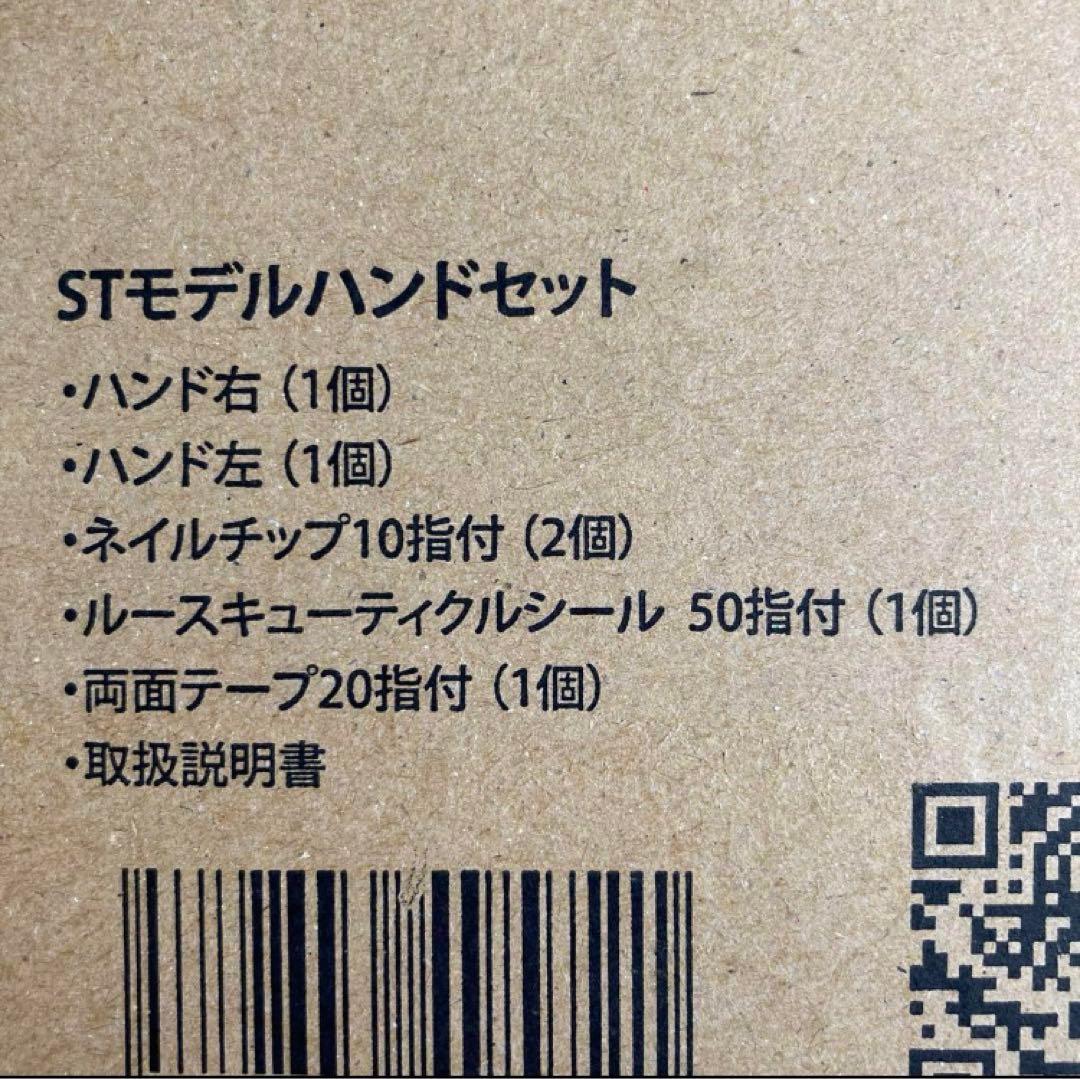 STモデルハンドセット
・ハンド右（1個）
・ハンド左（1個）
・ネイルチップ10指付（2個）
・ルースキューティクルシール 50指付（1個）
・両面テープ20指付（1個）
・取扱説明書